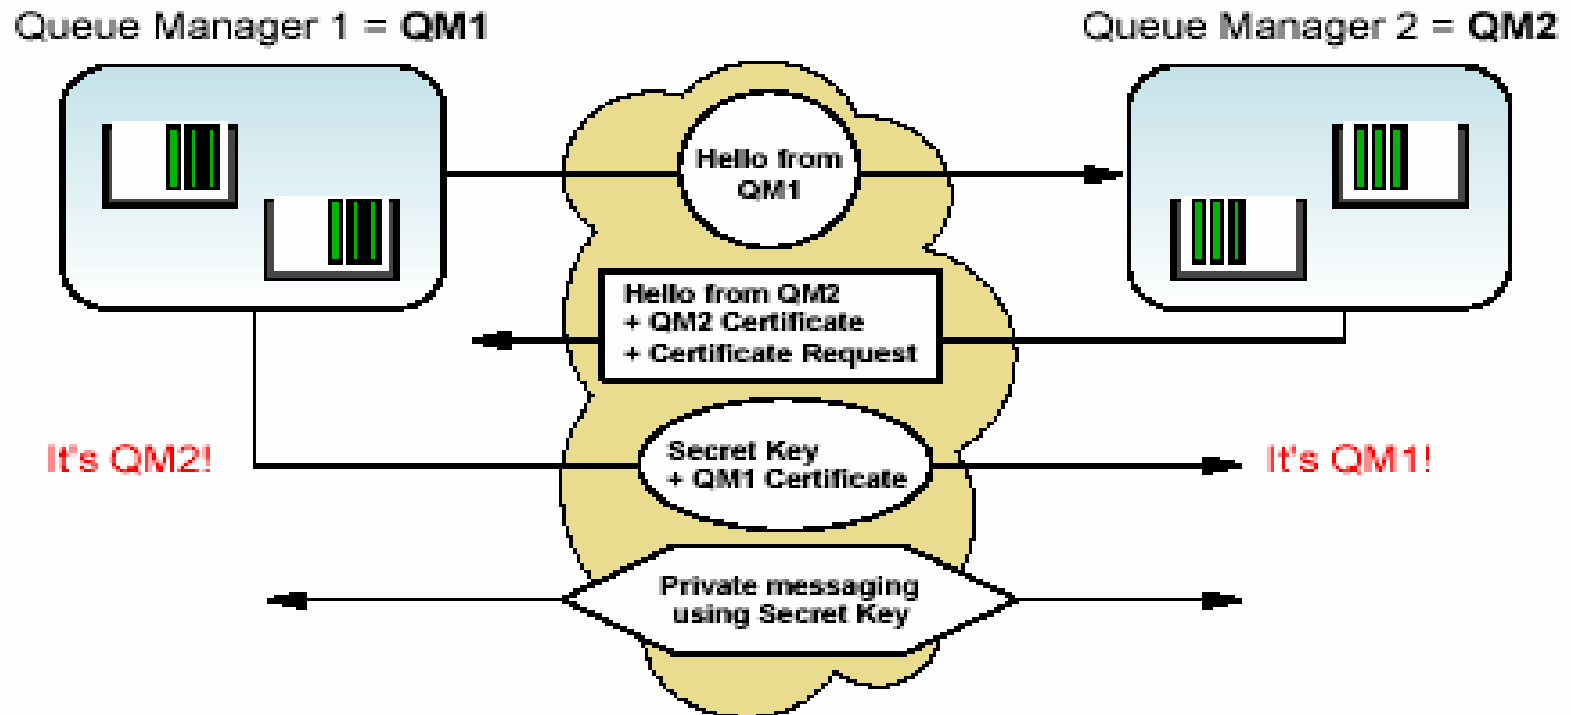 Queue Manager 1 = QM1
Queue Manager 2 = QM2
Hello from
QM1
Hello from QM2
+ QM2 Certificate
+ Certificate Request
It's QM2!
Secret Key
+ QM1 Certificate
It's QM1!
Private messaging
using Secret Key